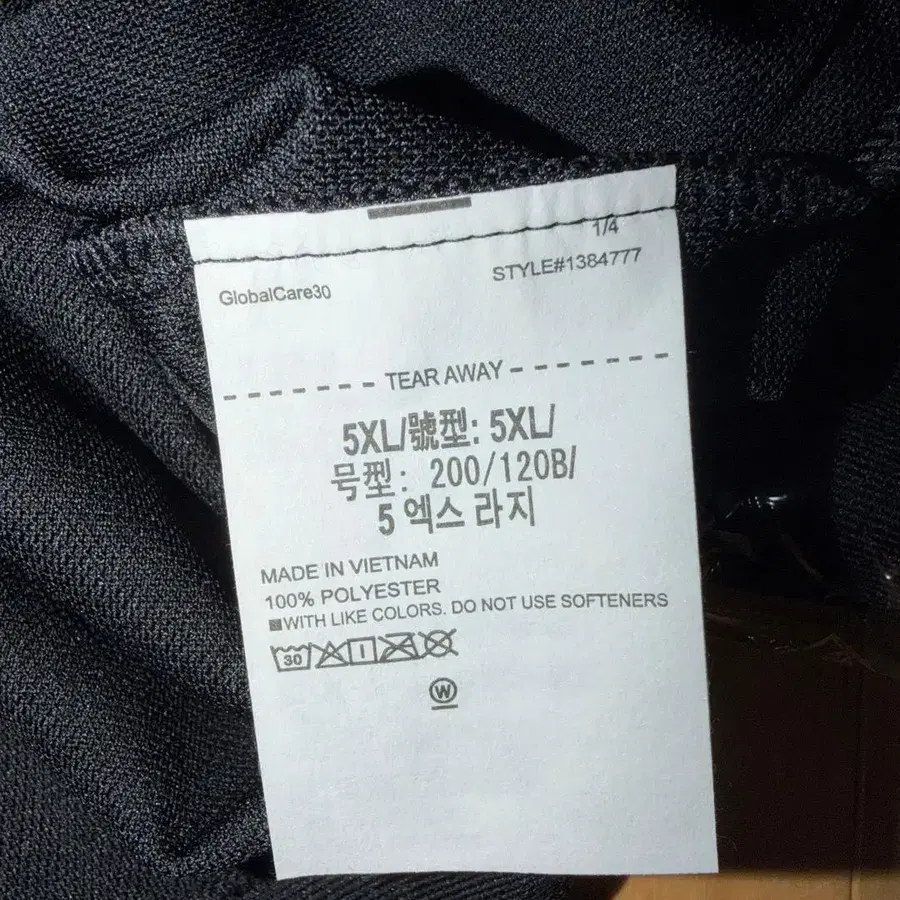 1/4
GlobalCare30 STYLE#1384777
TEAR AWAY
5XL/號型: 5XL/
号型: 200/120B/
5 엑스 라지
MADE IN VIETNAM
100% POLYESTER
WITH LIKE COLORS. DO NOT USE SOFTENERS
30
W